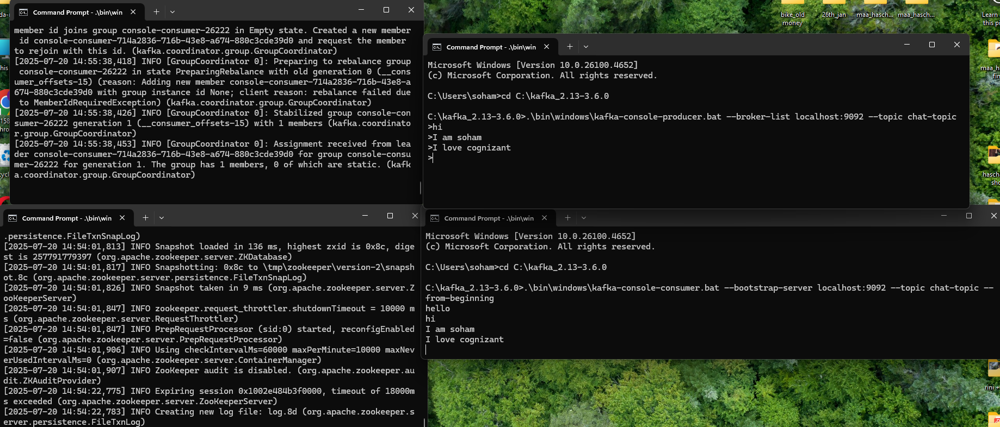 Command Prompt - .\bin\win
member id joins group console-consumer-26222 in Empty state. Created a new member
id console-consumer-714a2836-716b-43e8-a674-880c3cde39d0 and request the member
to rejoin with this id. (kafka.coordinator.group.GroupCoordinator)
[2025-07-20 14:55:38,418] INFO [GroupCoordinator 0]: Preparing to rebalance group
console-consumer-26222 in state PreparingRebalance with old generation 0 (__cons
umer_offsets-15) (reason: Adding new member console-consumer-714a2836-716b-43e8-a
674-880c3cde39d0 with group instance id None; client reason: rebalance failed due
to MemberIdRequiredException) (kafka.coordinator.group.GroupCoordinator)
[2025-07-20 14:55:38,426] INFO [GroupCoordinator 0]: Stabilized group console-con
sumer-26222 generation 1 (__consumer_offsets-15) with 1 members (kafka.coordinato
r.group.GroupCoordinator)
[2025-07-20 14:55:38,453] INFO [GroupCoordinator 0]: Assignment received from lea
der console-consumer-714a2836-716b-43e8-a674-880c3cde39d0 for group console-consu
mer-26222 for generation 1. The group has 1 members, 0 of which are static. (kafk
a.coordinator.group.GroupCoordinator)
bike_old
money
26th_jan
maa_hasch...
maa_hasch...
Learn
this pi
Command Prompt - .\bin\win
Microsoft Windows [Version 10.0.26100.4652]
(c) Microsoft Corporation. All rights reserved.
C:\Users\soham>cd C:\kafka_2.13-3.6.0
C:\kafka_2.13-3.6.0>.\bin\windows\kafka-console-producer.bat --broker-list localhost:9092 --topic chat-topic
>hi
>I am soham
>I love cognizant
>
maa_h
fin
hasch
sho
Command Prompt - .\bin\win
.persistence.FileTxnSnapLog)
[2025-07-20 14:54:01,813] INFO Snapshot loaded in 136 ms, highest zxid is 0x8c, dige
st is 257791779397 (org.apache.zookeeper.server.ZKDatabase)
[2025-07-20 14:54:01,817] INFO Snapshotting: 0x8c to \tmp\zookeeper\version-2\snapsh
ot.8c (org.apache.zookeeper.server.persistence.FileTxnSnapLog)
[2025-07-20 14:54:01,826] INFO Snapshot taken in 9 ms (org.apache.zookeeper.server.Z
ooKeeperServer)
[2025-07-20 14:54:01,847] INFO zookeeper.request_throttler.shutdownTimeout = 10000 m
s (org.apache.zookeeper.server.RequestThrottler)
[2025-07-20 14:54:01,847] INFO PrepRequestProcessor (sid:0) started, reconfigEnabled
=false (org.apache.zookeeper.server.PrepRequestProcessor)
[2025-07-20 14:54:01,906] INFO Using checkIntervalMs=60000 maxPerMinute=10000 maxNev
erUsedIntervalMs=0 (org.apache.zookeeper.server.ContainerManager)
[2025-07-20 14:54:01,907] INFO ZooKeeper audit is disabled. (org.apache.zookeeper.au
dit.ZKAuditProvider)
[2025-07-20 14:54:22,775] INFO Expiring session 0x1002e484b3f0000, timeout of 18000m
s exceeded (org.apache.zookeeper.server.ZooKeeperServer)
[2025-07-20 14:54:22,783] INFO Creating new log file: log.8d (org.apache.zookeeper.s
erver.persistence.FileTxnLog)
Command Prompt - .\bin\win
Microsoft Windows [Version 10.0.26100.4652]
(c) Microsoft Corporation. All rights reserved.
C:\Users\soham>cd C:\kafka_2.13-3.6.0
C:\kafka_2.13-3.6.0>.\bin\windows\kafka-console-consumer.bat --bootstrap-server localhost:9092 --topic chat-topic --
from-beginning
hello
hi
I am soham
I love cognizant
rini +